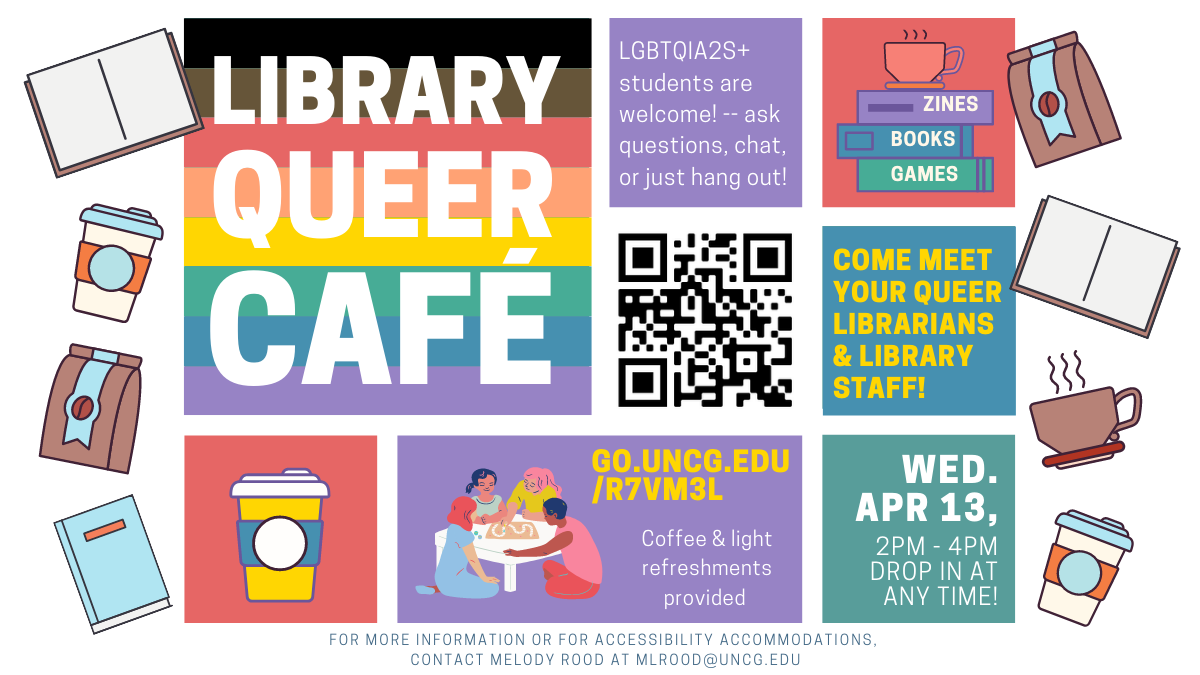 LIBRARY
QUEER
CAFÉ
LGBTQIA2S+
students are
welcome! -- ask
questions, chat,
or just hang out!
ZINES
BOOKS
GAMES
COME MEET
YOUR QUEER
LIBRARIANS
& LIBRARY
STAFF!
GO.UNCG.EDU
/R7VM3L
Coffee & light
refreshments
provided
WED.
APR 13,
2PM - 4PM
DROP IN AT
ANY TIME!
FOR MORE INFORMATION OR FOR ACCESSIBILITY ACCOMMODATIONS,
CONTACT MELODY ROOD AT MLROOD@UNCG.EDU